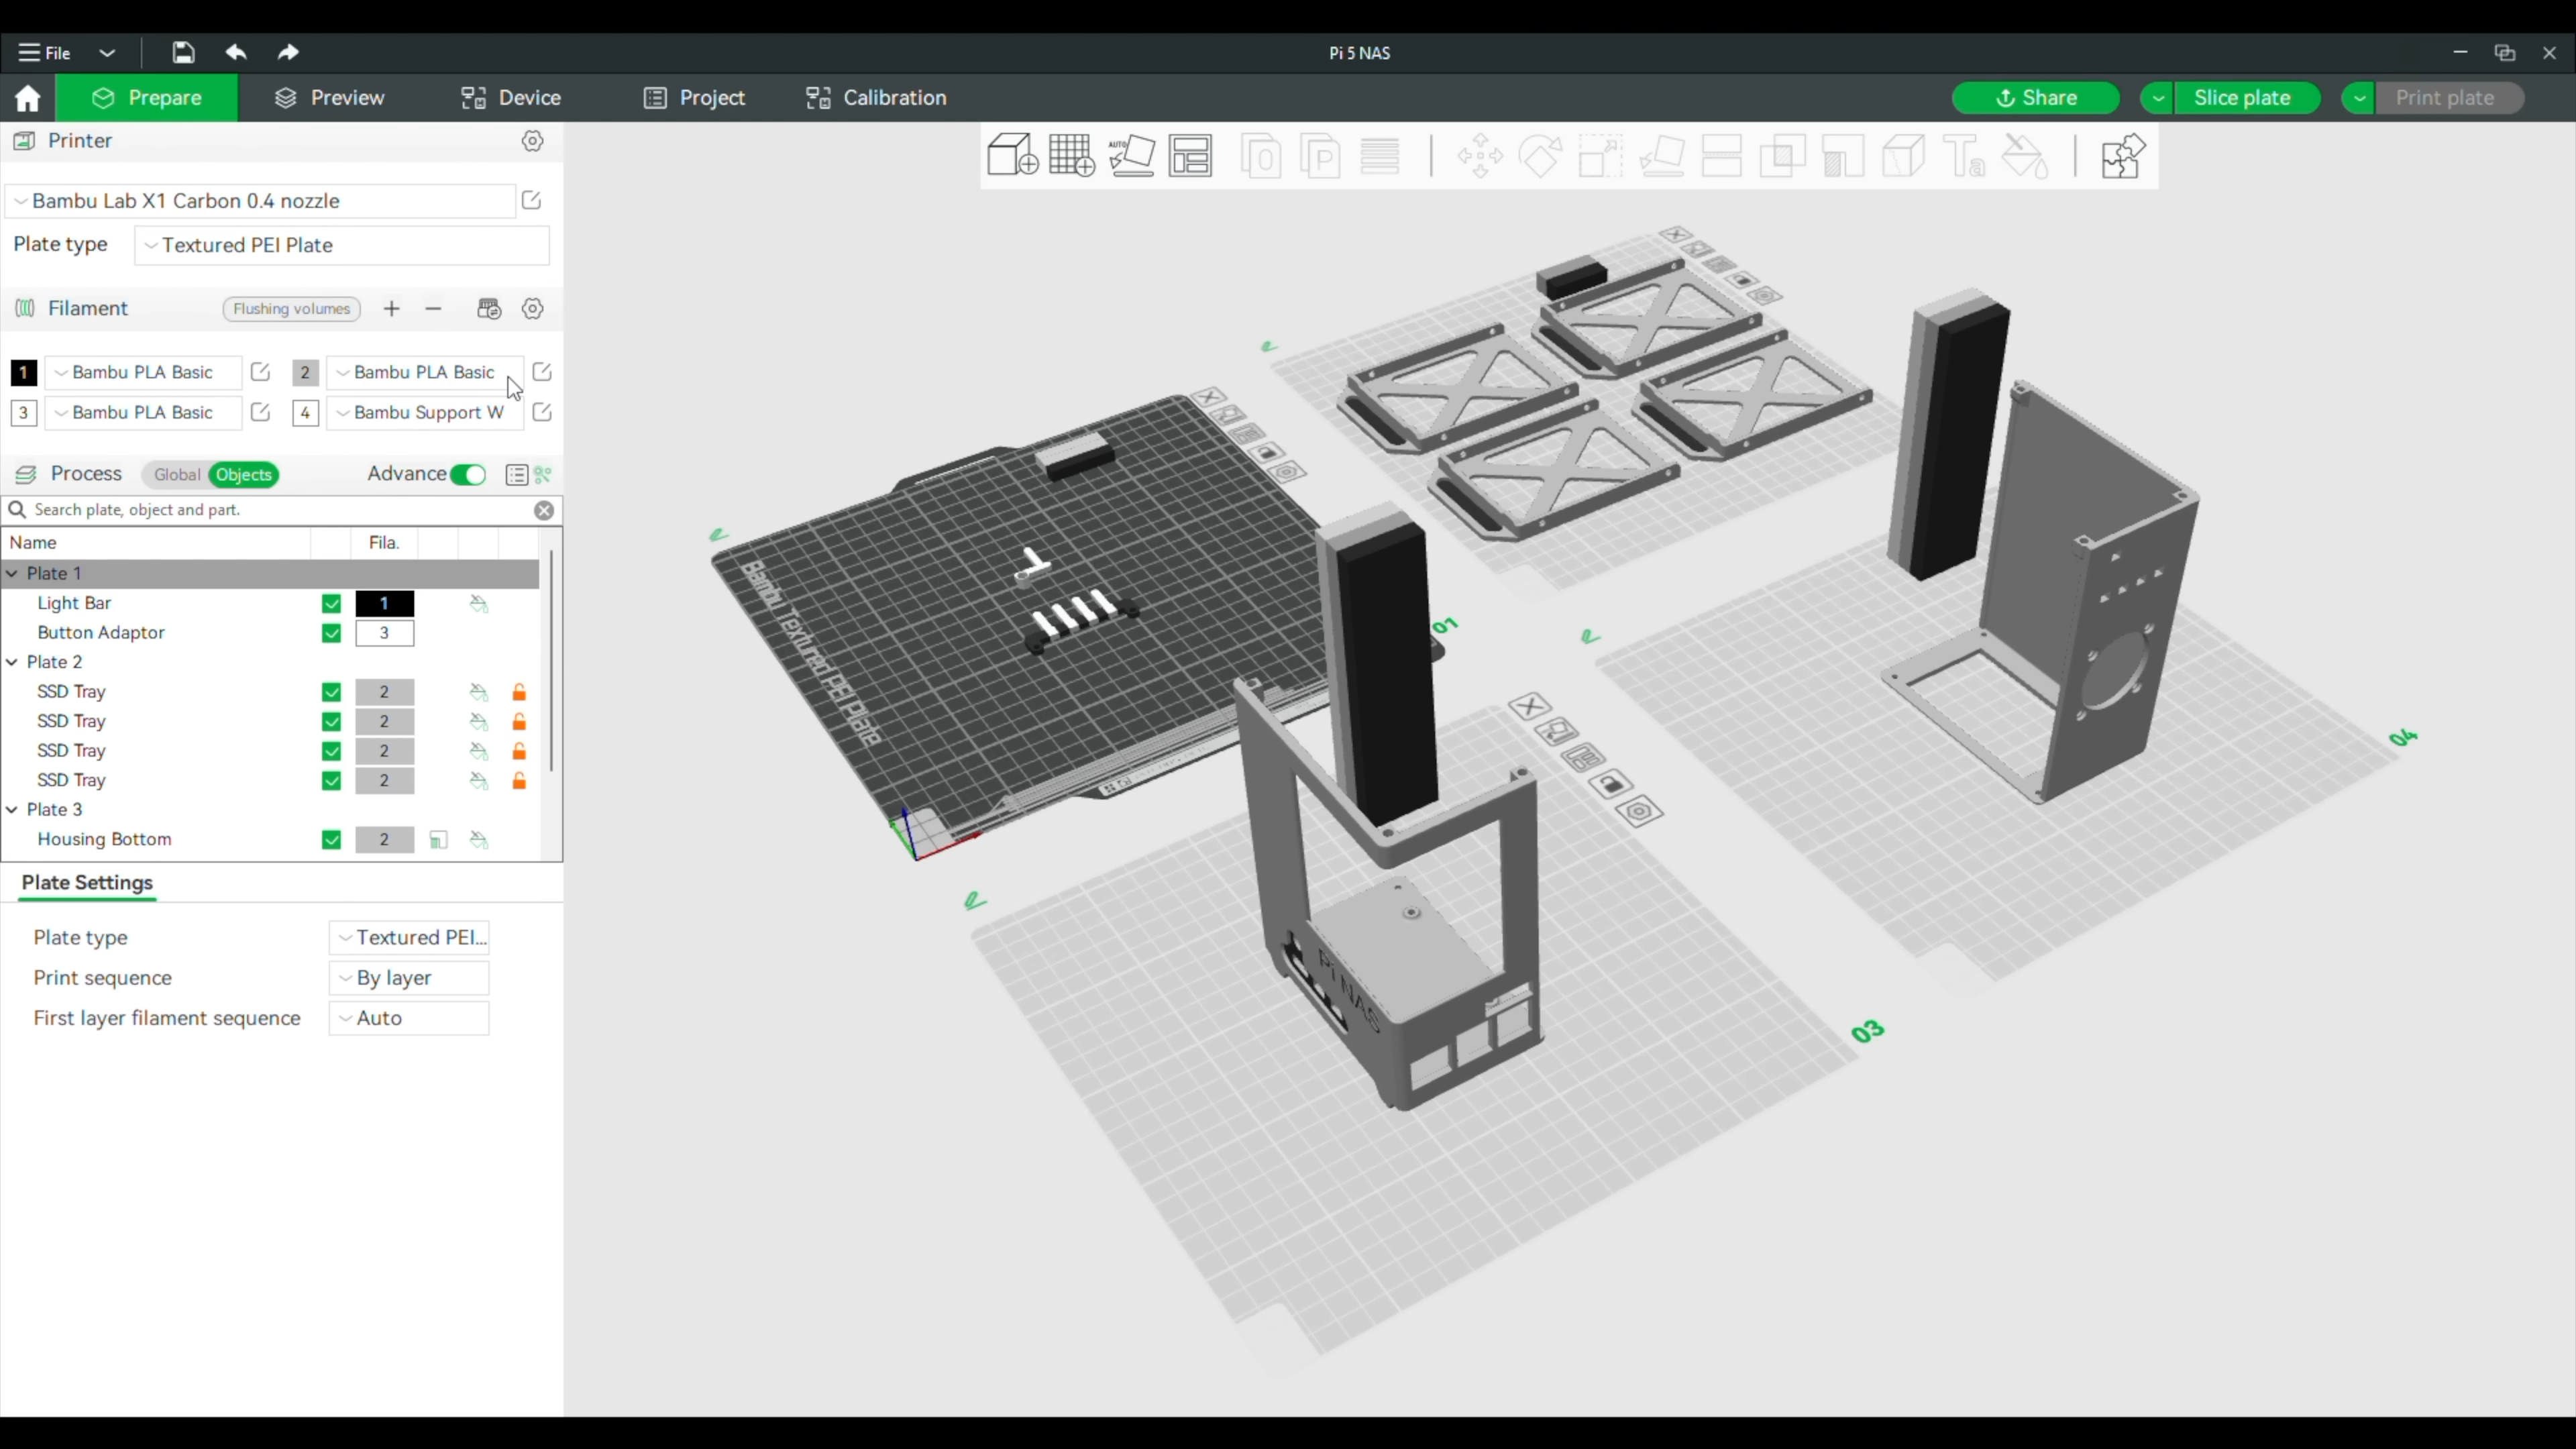 File
Pi 5 NAS
Prepare
Preview
Device
Project
Calibration
Share
Slice plate
Print plate
Printer
Bambu Lab X1 Carbon 0.4 nozzle
Plate type
Textured PEI Plate
Filament
Flushing volumes
1 Bambu PLA Basic
2 Bambu PLA Basic
3 Bambu PLA Basic
4 Bambu Support W
Process
Global
Objects
Advance
Search plate, object and part.
Name
Fila.
Plate 1
Light Bar 1
Button Adaptor 3
Plate 2
SSD Tray 2
SSD Tray 2
SSD Tray 2
SSD Tray 2
Plate 3
Housing Bottom 2
Plate Settings
Plate type Textured PEI...
Print sequence By layer
First layer filament sequence Auto
AUTO
0
P
Ta
Bambu Textured PEI Plate
01
Pi NAS
03
04